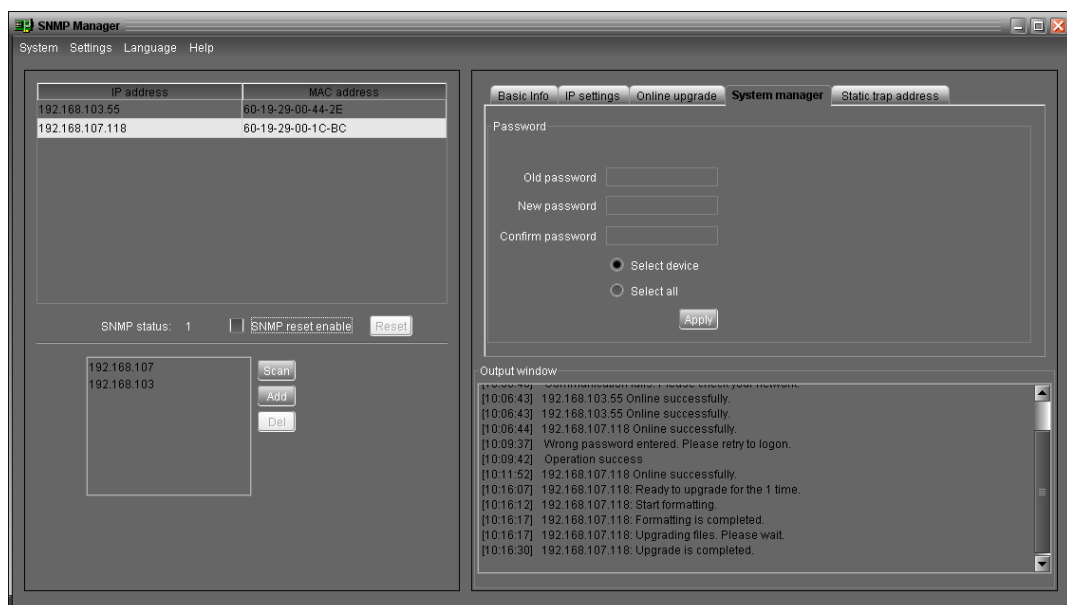 SNMP Manager
System Settings Language Help
IP address MAC address
192.168.103.55 60-19-29-00-44-2E
192.168.107.118 60-19-29-00-1C-BC
SNMP status: 1 SNMP reset enable Reset
192.168.107
192.168.103
Scan
Add
Del
Basic Info IP settings Online upgrade System manager Static trap address
Password
Old password
New password
Confirm password
Select device
Select all
Apply
Output window
Communication fails. Please check your network.
[10:06:43] 192.168.103.55 Online successfully.
[10:06:43] 192.168.103.55 Online successfully.
[10:06:44] 192.168.107.118 Online successfully.
[10:09:37] Wrong password entered. Please retry to logon.
[10:09:42] Operation success
[10:11:52] 192.168.107.118 Online successfully.
[10:16:07] 192.168.107.118: Ready to upgrade for the 1 time.
[10:16:12] 192.168.107.118: Start formatting.
[10:16:17] 192.168.107.118: Formatting is completed.
[10:16:17] 192.168.107.118: Upgrading files. Please wait.
[10:16:30] 192.168.107.118: Upgrade is completed.